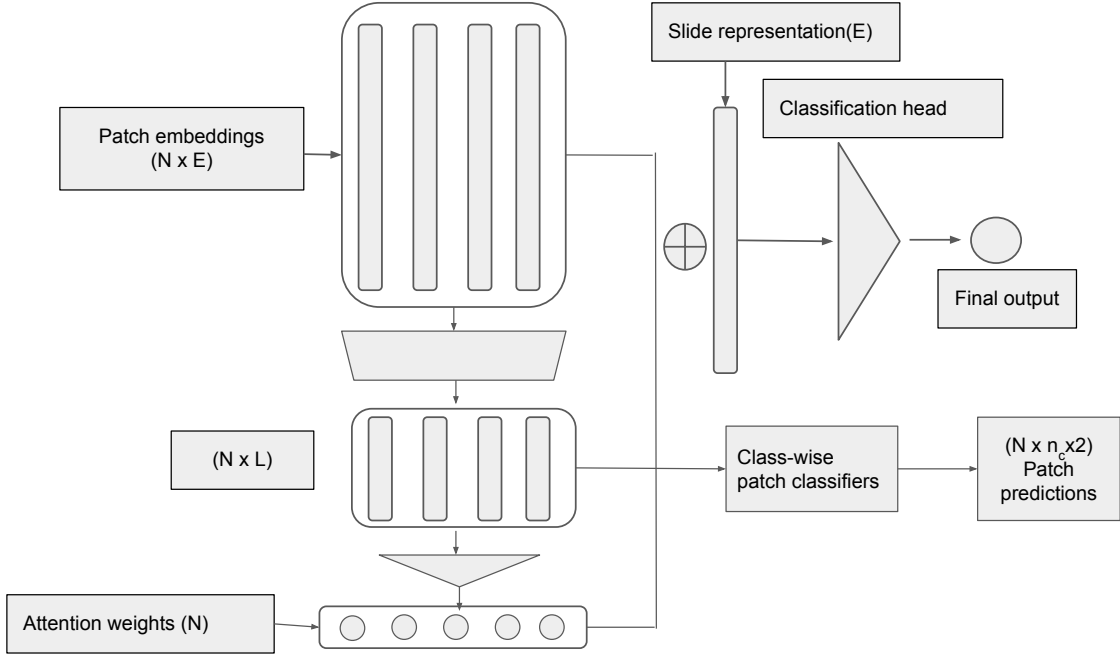 Slide representation(E)
Classification head
Patch embeddings
(N x E)
Final output
(N x L)
Class-wise
patch classifiers
(N x n_c x2)
Patch
predictions
Attention weights (N)